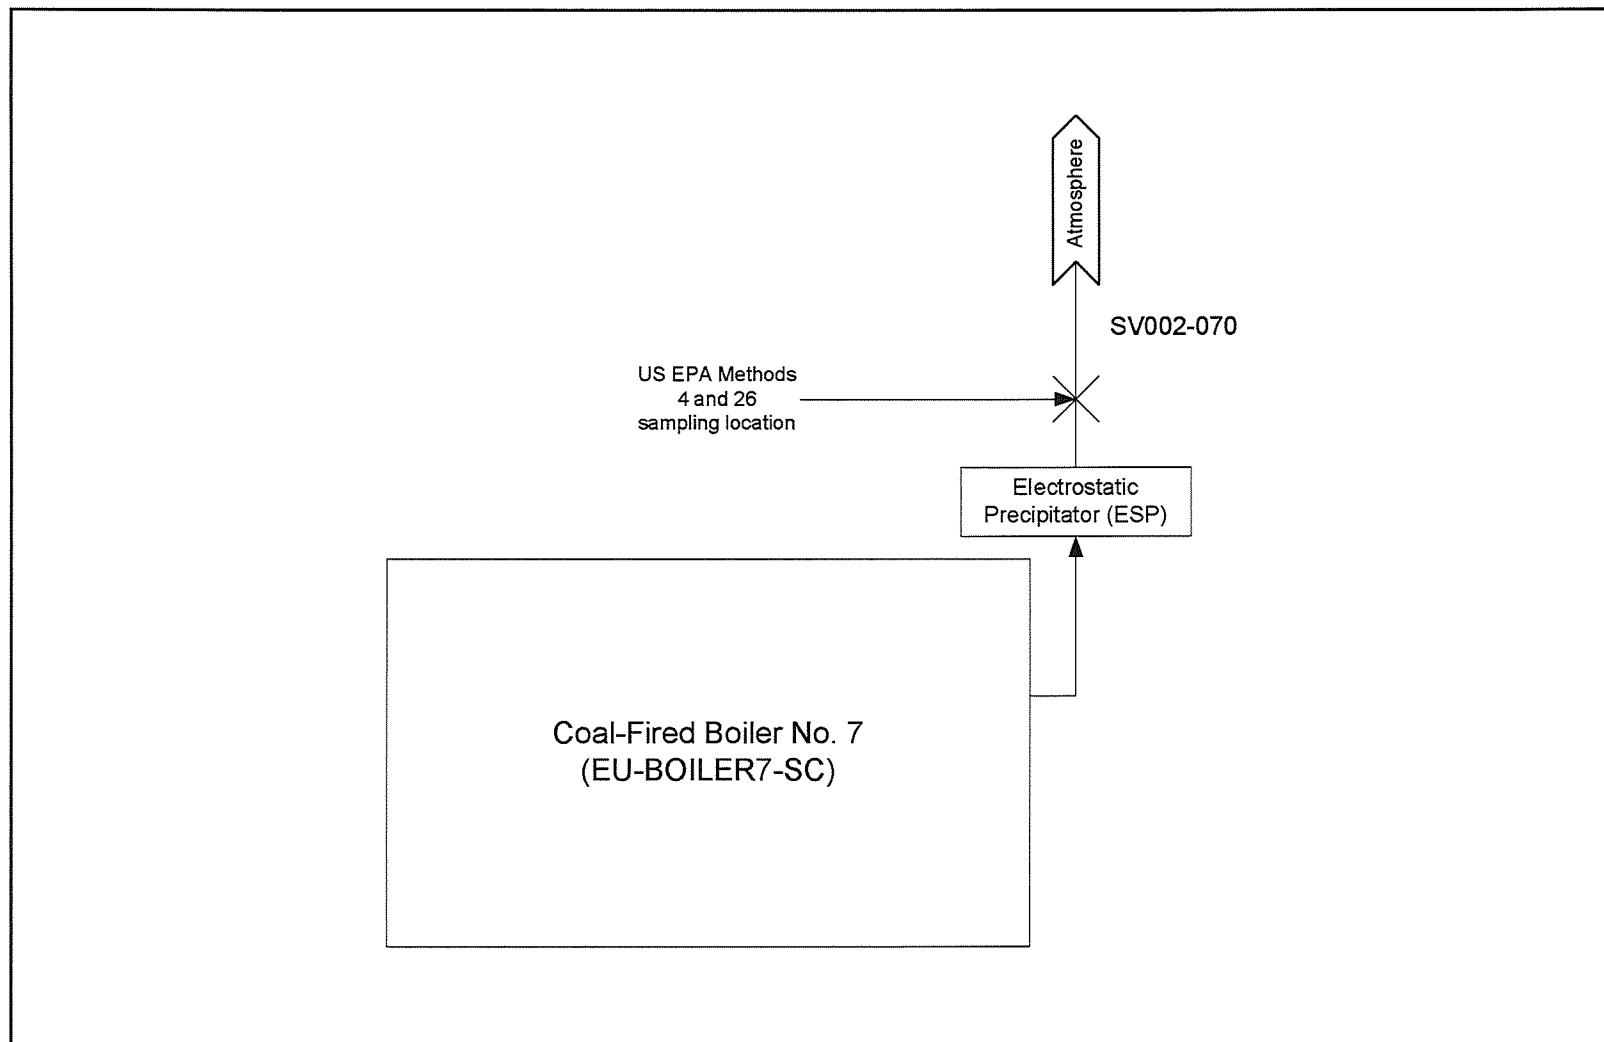 Atmosphere
SV002-070
US EPA Methods
4 and 26
sampling location
Electrostatic
Precipitator (ESP)
Coal-Fired Boiler No. 7
(EU-BOILER7-SC)